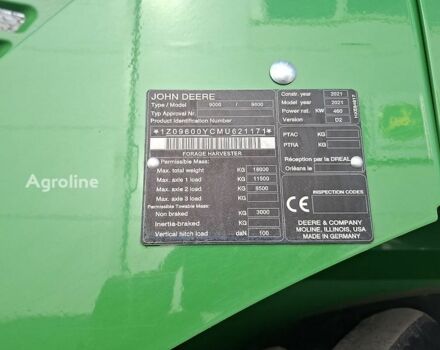 JOHN DEERE
Type / Model 9000 / 9600
Typ Approval Nr.
Product Identification Number
*1Z09600YCMU621171*
FORAGE HARVESTER
Permissible Mass:
Max. total weight KG 18000
Max. axle 1 load KG 11500
Max. axle 2 load KG 8500
Max. axle 3 load KG
Permissible Towable Mass:
Non braked KG 3000
Inertia-braked KG
Vertical hitch load daN 100
Constr. year 2021
Model year 2021
Power rat. KW 460
Version D2
PTAC KG
PTRA KG
Réception par la DREAL
Orléans le
INSPECTION CODES
CE
DEERE & COMPANY
MOLINE, ILLINOIS, USA
MADE IN GERMANY
Agroline